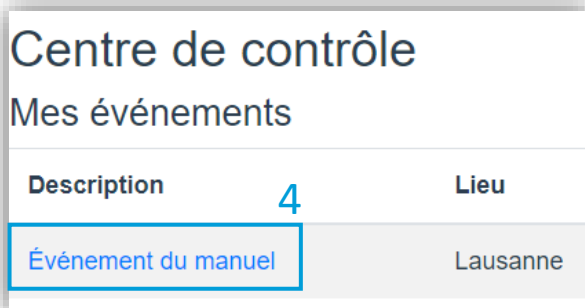 Centre de contrôle
Mes événements
Description 4 Lieu
Événement du manuel Lausanne